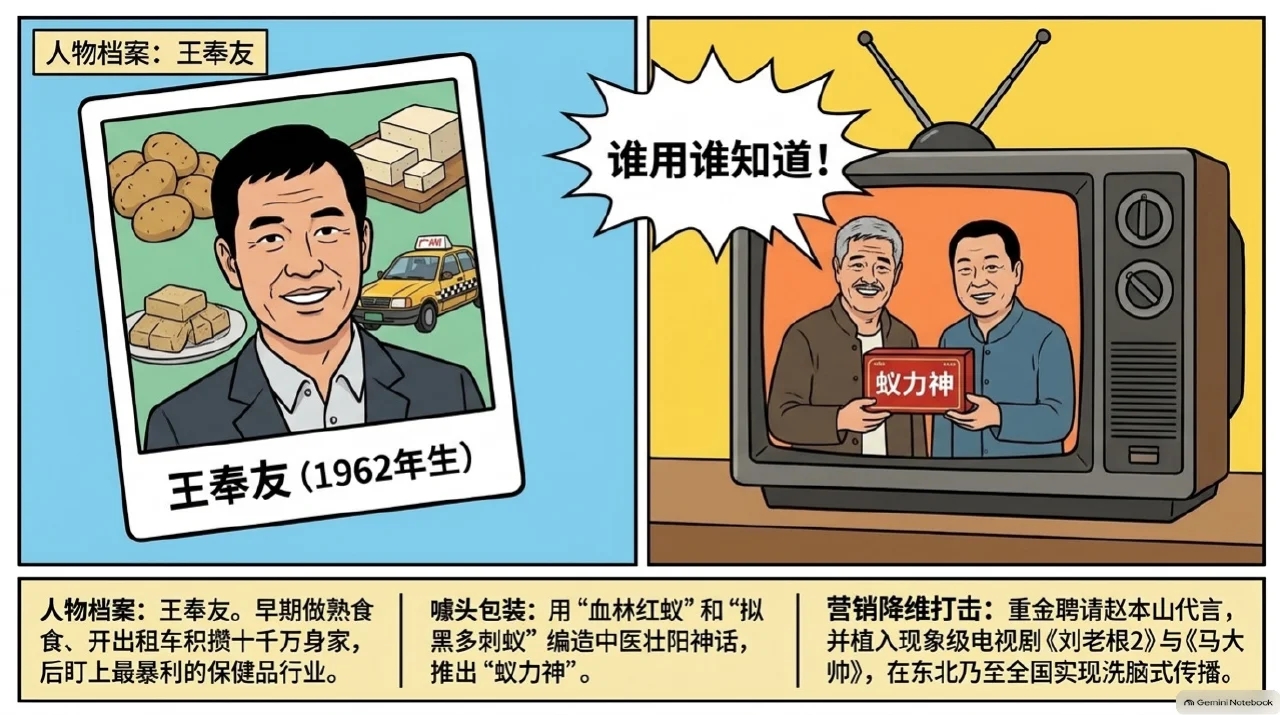 人物档案：王奉友
谁用谁知道！
蚁力神
王奉友（1962年生）
人物档案：王奉友。早期做熟食
食、开出租车积攒十千万身家，
后盯上最暴利的保健品行业。
噱头包装：用“血林红蚁”和“拟
黑多刺蚁”编造中医壮阳神话，
推出“蚁力神”。
营销降维打击：重金聘请赵本山代言，
并植入现象级电视剧《刘老根2》与《马大
帅》，在东北乃至全国实现洗脑式传播。
Gemini Notebook